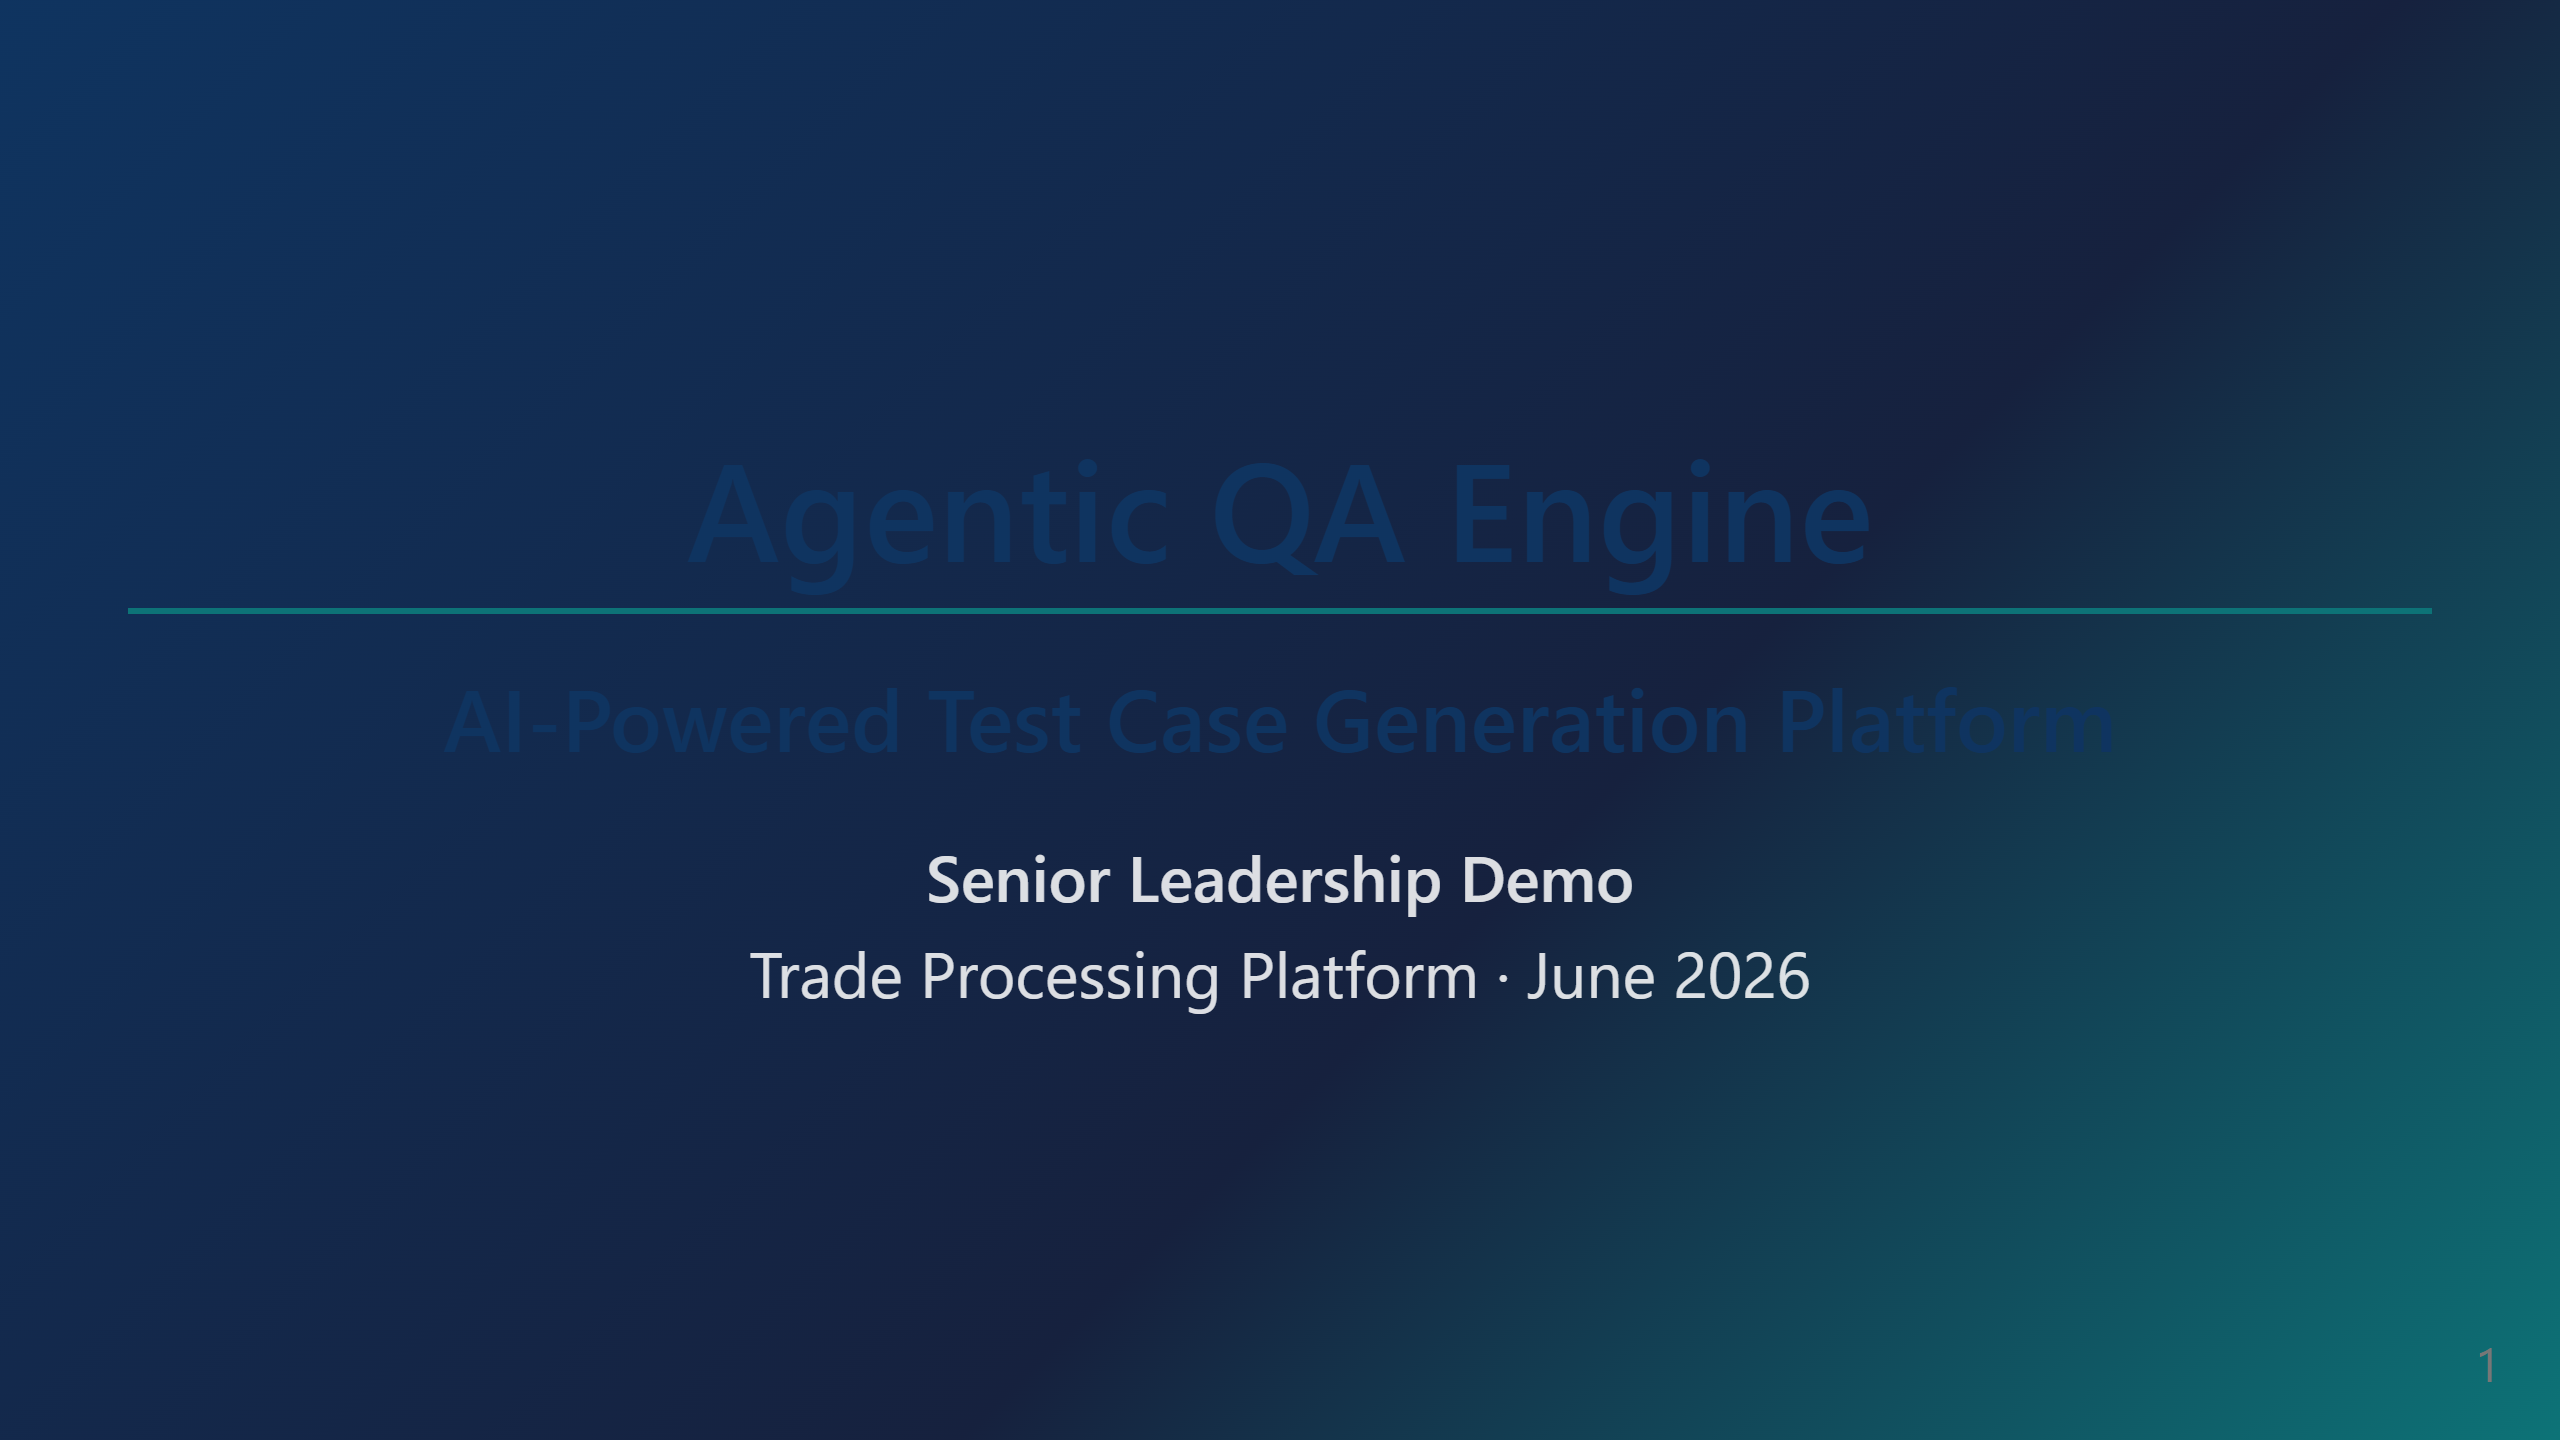 Agentic QA Engine
AI-Powered Test Case Generation Platform
Senior Leadership Demo
Trade Processing Platform · June 2026
1